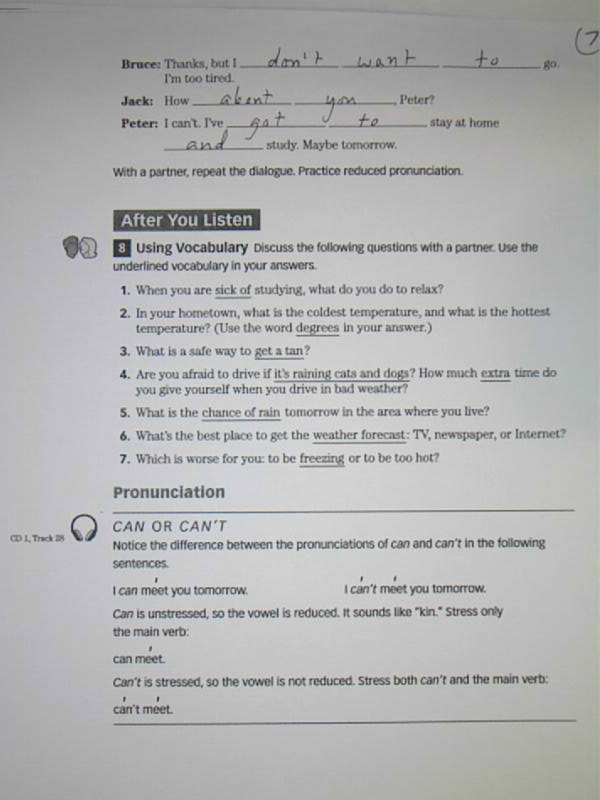 7
Bruce: Thanks, but I don't want to go.
I'm too tired.
Jack: How about you, Peter?
Peter: I can't. I've got to stay at home
and study. Maybe tomorrow.
With a partner, repeat the dialogue. Practice reduced pronunciation.
After You Listen
8 Using Vocabulary Discuss the following questions with a partner. Use the
underlined vocabulary in your answers.
1. When you are sick of studying, what do you do to relax?
2. In your hometown, what is the coldest temperature, and what is the hottest
temperature? (Use the word degrees in your answer.)
3. What is a safe way to get a tan?
4. Are you afraid to drive if it's raining cats and dogs? How much extra time do
you give yourself when you drive in bad weather?
5. What is the chance of rain tomorrow in the area where you live?
6. What's the best place to get the weather forecast: TV, newspaper, or Internet?
7. Which is worse for you: to be freezing or to be too hot?
Pronunciation
CD 1, Track 28
CAN OR CAN'T
Notice the difference between the pronunciations of can and can't in the following
sentences.
I can meet you tomorrow. I can't meet you tomorrow.
Can is unstressed, so the vowel is reduced. It sounds like "kin." Stress only
the main verb:
can meet.
Can't is stressed, so the vowel is not reduced. Stress both can't and the main verb:
can't meet.